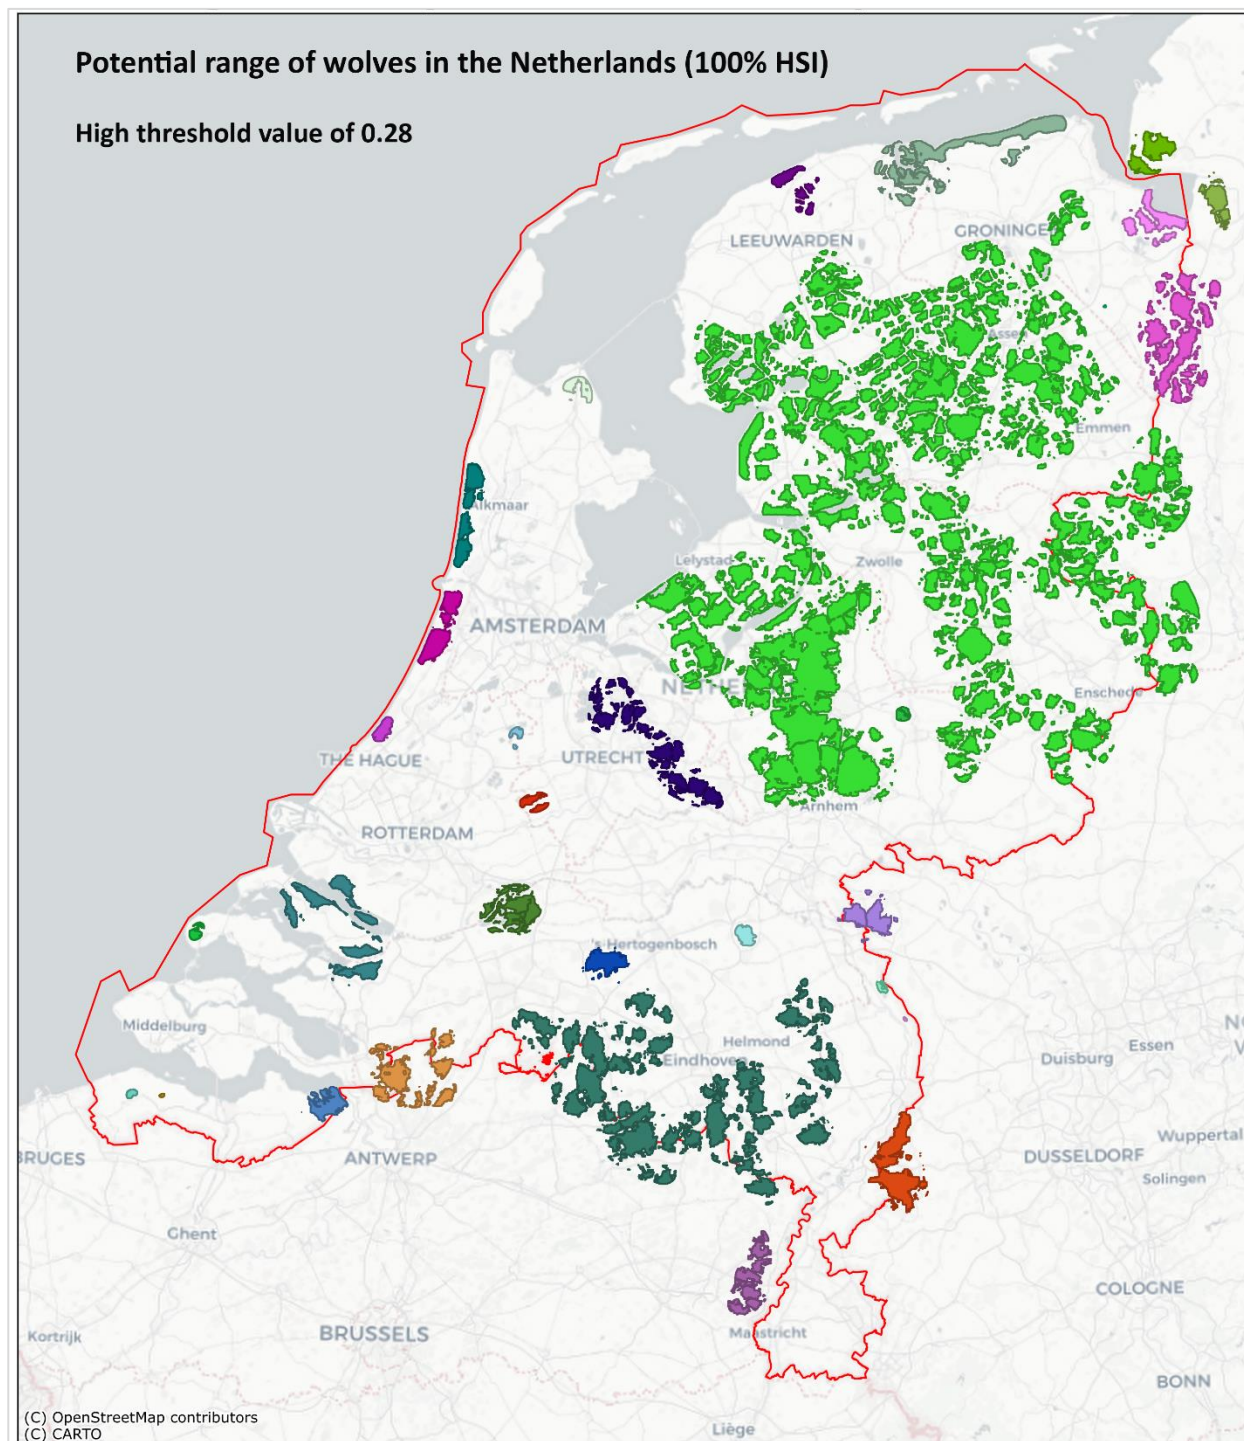 Potential range of wolves in the Netherlands (100% HSI)
High threshold value of 0.28
LEEUWARDEN
GRONINGE
Assen
Emmen
Alkmaar
Lelystad
Zwolle
AMSTERDAM
NETHE
Enschede
THE HAGUE
UTRECHT
Arnhem
ROTTERDAM
's-Hertogenbosch
Middelburg
Helmond
Eindhoven
Duisburg
Essen
BRUGES
ANTWERP
DUSSELDORF
Wuppertal
Solingen
Ghent
COLOGNE
Kortrijk
BRUSSELS
Maastricht
BONN
Liège
(C) OpenStreetMap contributors
(C) CARTO